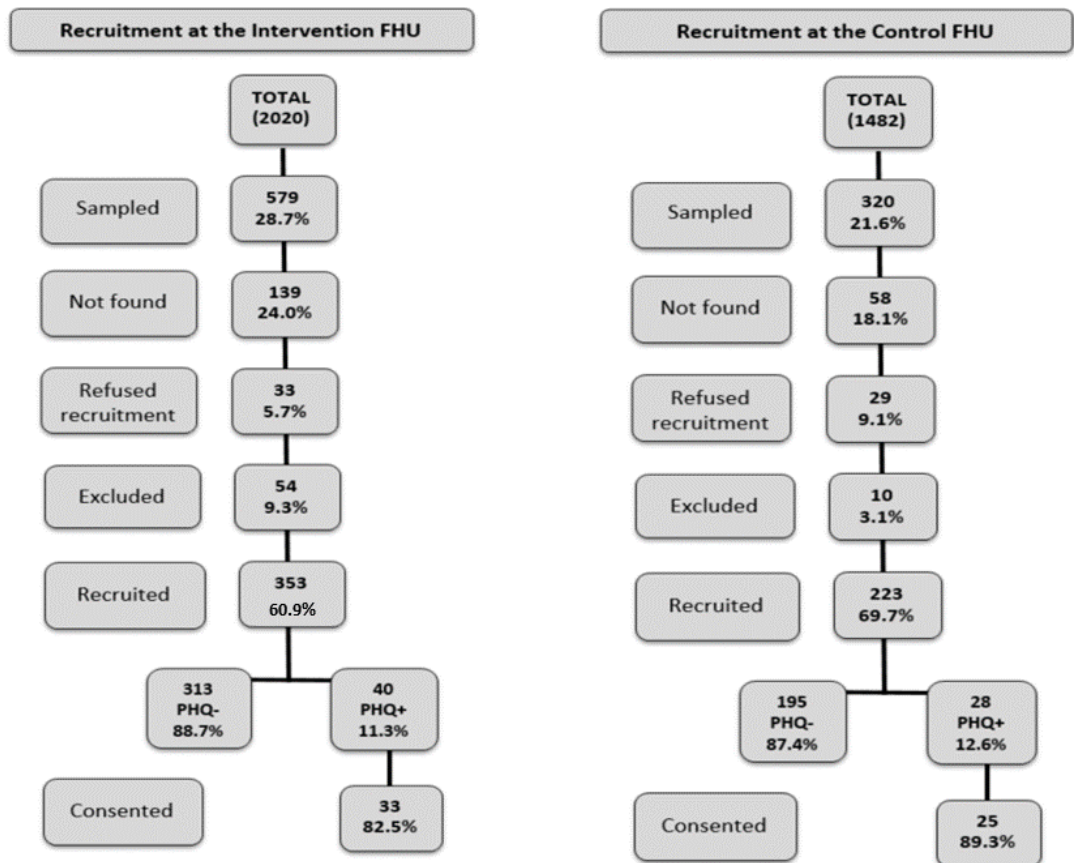 Recruitment at the Intervention FHU
TOTAL
(2020)
Sampled
579
28.7%
Not found
139
24.0%
Refused
recruitment
33
5.7%
Excluded
54
9.3%
Recruited
353
60.9%
313
PHQ-
88.7%
40
PHQ+
11.3%
Consented
33
82.5%
Recruitment at the Control FHU
TOTAL
(1482)
Sampled
320
21.6%
Not found
58
18.1%
Refused
recruitment
29
9.1%
Excluded
10
3.1%
Recruited
223
69.7%
195
PHQ-
87.4%
28
PHQ+
12.6%
Consented
25
89.3%